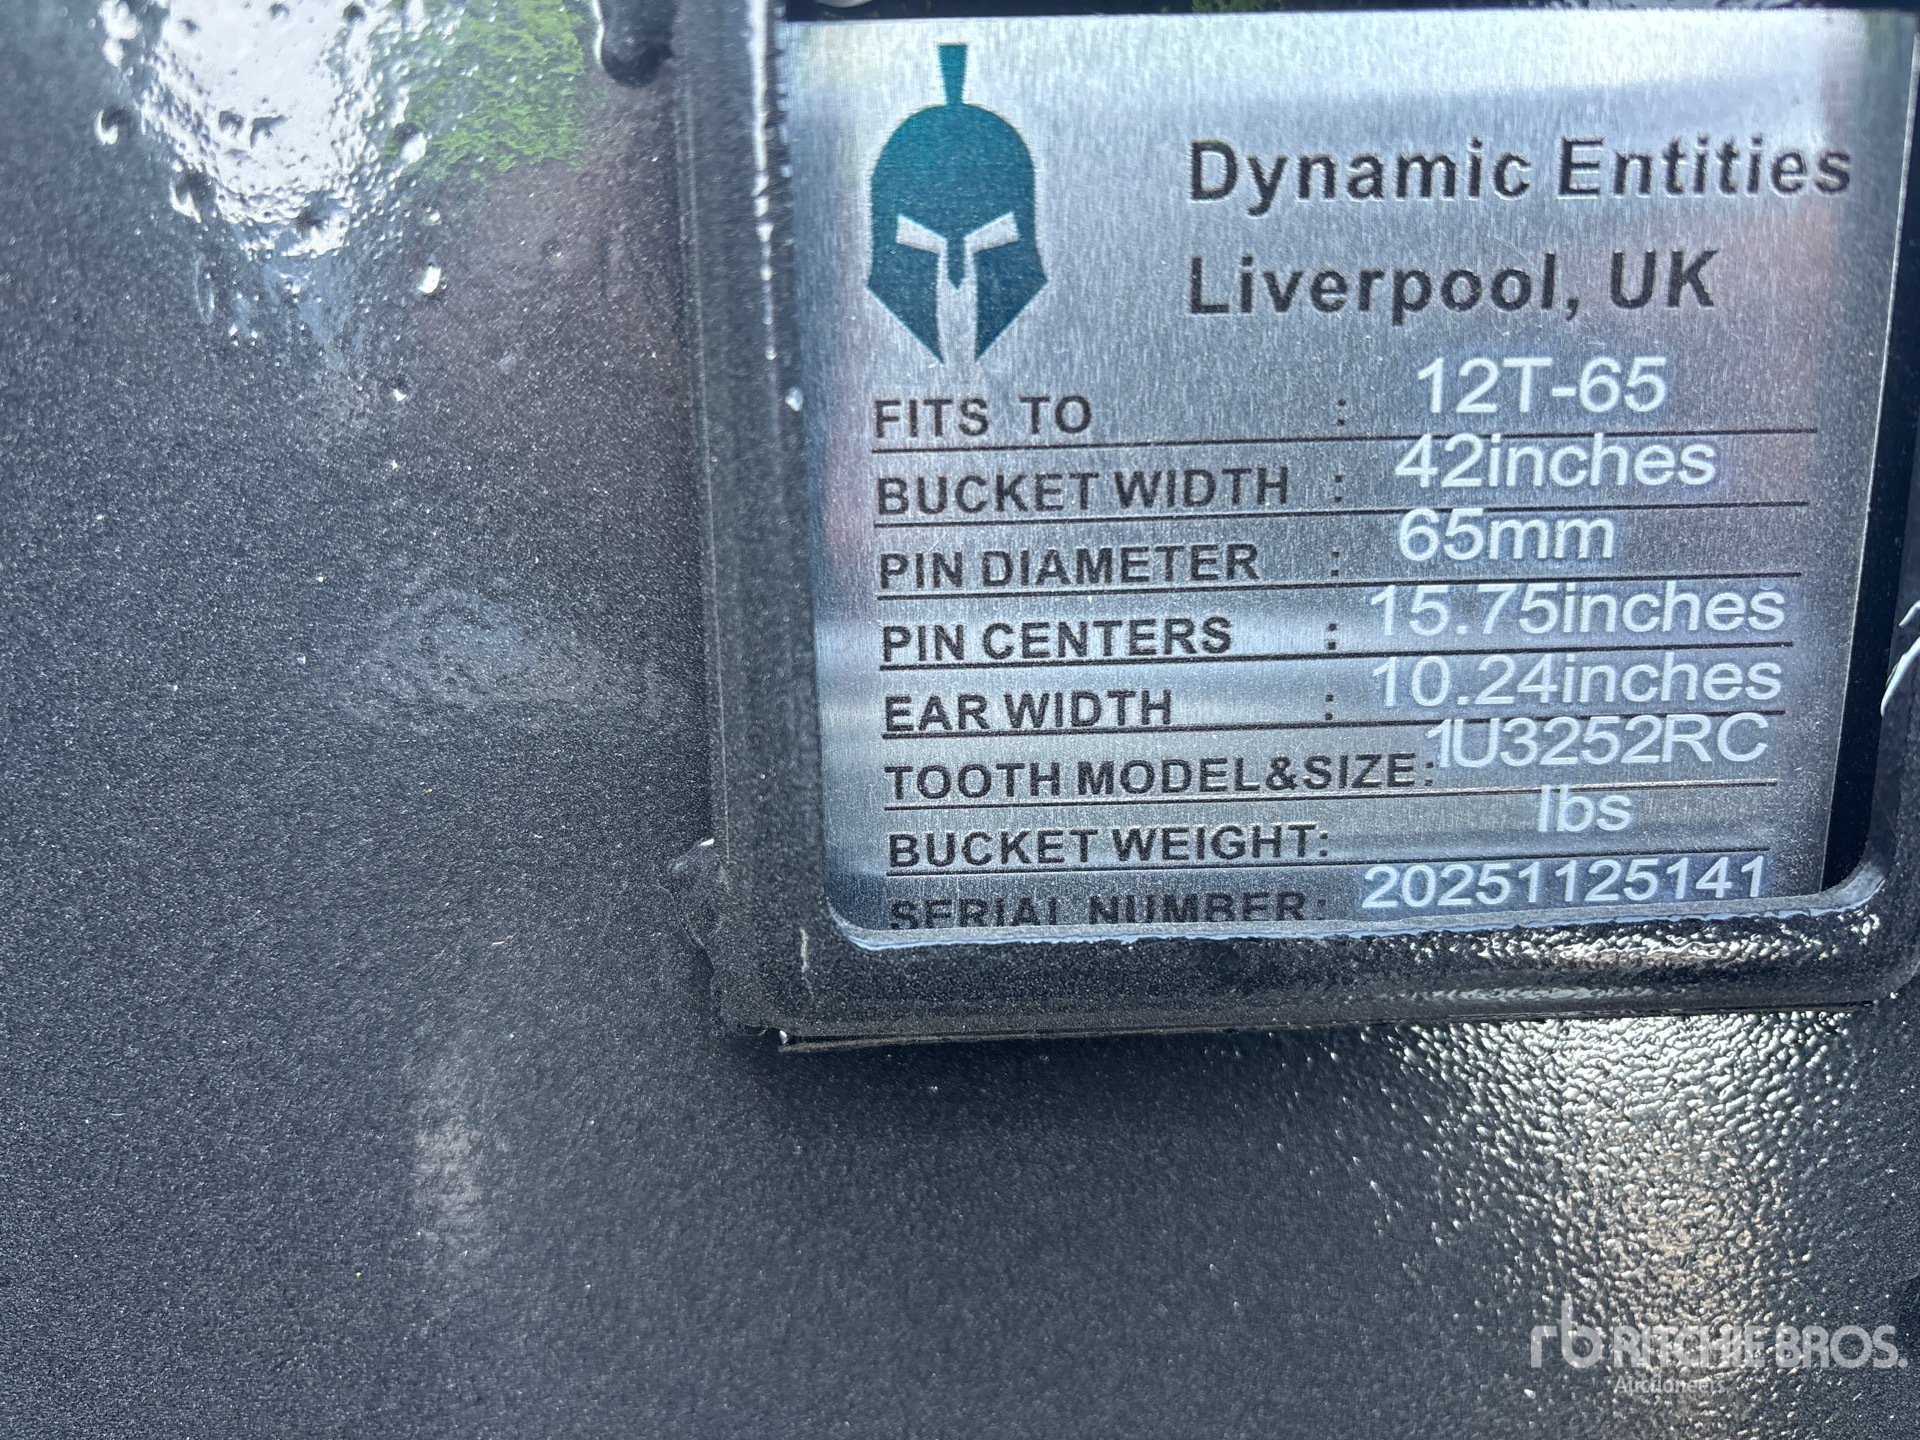 Dynamic Entities
Liverpool, UK
FITS TO : 12T-65
BUCKET WIDTH : 42inches
PIN DIAMETER : 65mm
PIN CENTERS : 15.75inches
EAR WIDTH : 10.24inches
TOOTH MODEL&SIZE: 1U3252RC
BUCKET WEIGHT: lbs
SERIAL NUMBER: 20251125141
rb RITCHIE BROS.
Auctioneers